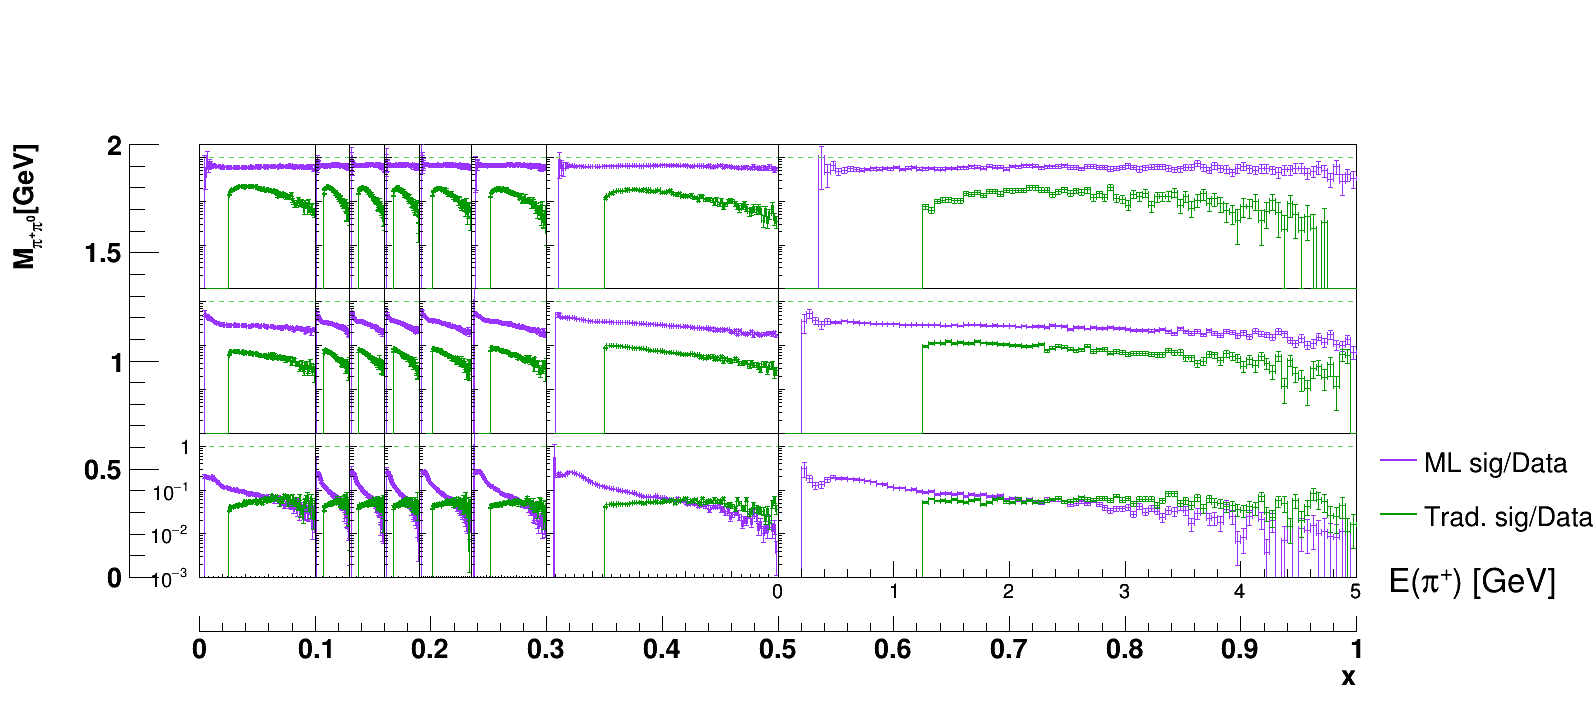 M_{π⁺π⁰}[GeV]
2
1.5
1
0.5
0
1
10⁻¹
10⁻²
10⁻³
ML sig/Data
Trad. sig/Data
0 1 2 3 4 5
E(π⁺) [GeV]
0 0.1 0.2 0.3 0.4 0.5 0.6 0.7 0.8 0.9 1
x